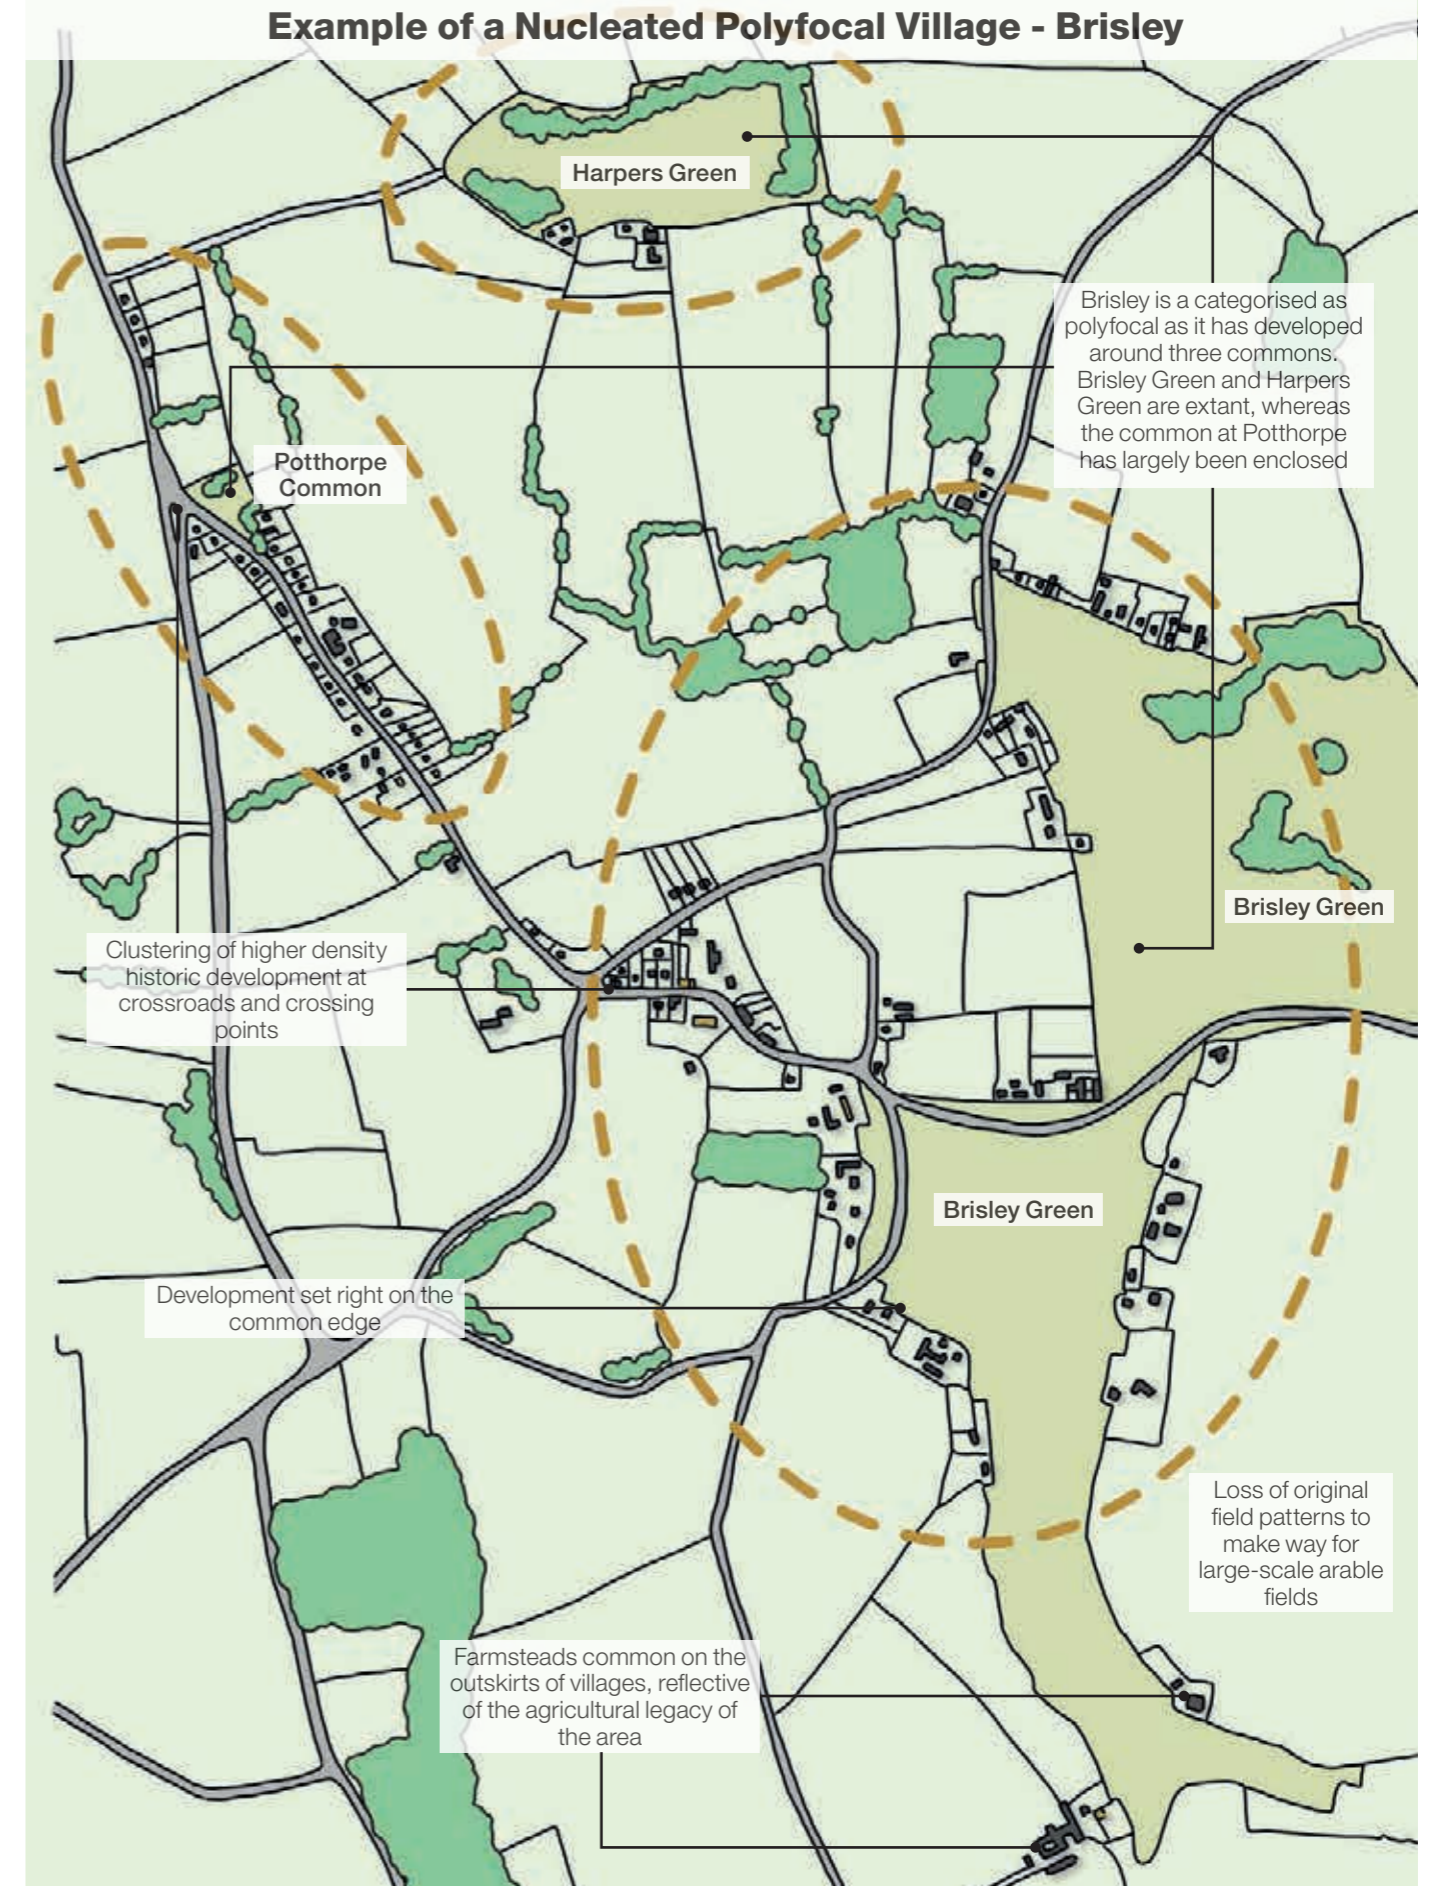 Example of a Nucleated Polyfocal Village - Brisley
Harpers Green
Brisley is a categorised as
polyfocal as it has developed
around three commons.
Brisley Green and Harpers
Green are extant, whereas
the common at Potthorpe
has largely been enclosed
Potthorpe
Common
Brisley Green
Clustering of higher density
historic development at
crossroads and crossing
points
Brisley Green
Development set right on the
common edge
Loss of original
field patterns to
make way for
large-scale arable
fields
Farmsteads common on the
outskirts of villages, reflective
of the agricultural legacy of
the area